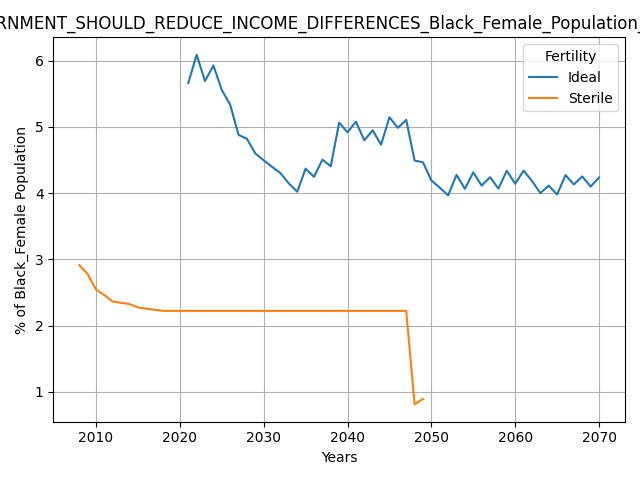 RNMENT_SHOULD_REDUCE_INCOME_DIFFERENCES_Black_Female_Population_
Fertility
Ideal
Sterile
% of Black_Female Population
6
5
4
3
2
1
2010 2020 2030 2040 2050 2060 2070
Years